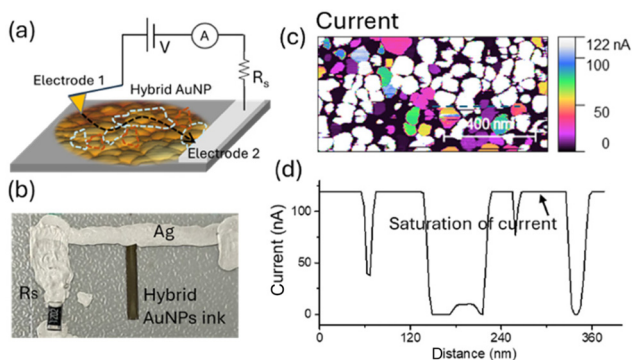 (a)
V
A
Rs
Electrode 1
Hybrid AuNP
Electrode 2
(b)
Ag
Rs
Hybrid
AuNPs ink
Current
(c)
122 nA
100
50
0
400 nm
(d)
Current (nA)
100
50
0
Saturation of
current
0
120
240
360
Distance (nm)